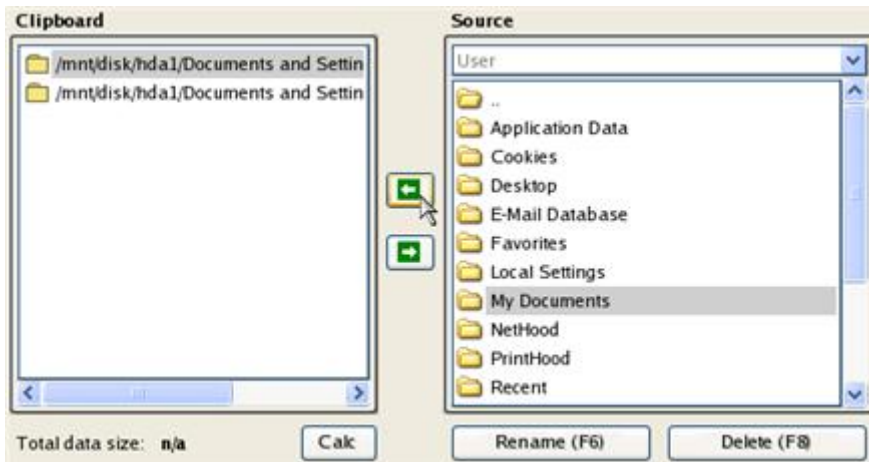 Clipboard
/mnt/disk/hda1/Documents and Settin
/mnt/disk/hda1/Documents and Settin
Total data size: n/a
Calc
Source
User
..
Application Data
Cookies
Desktop
E-Mail Database
Favorites
Local Settings
My Documents
NetHood
PrintHood
Recent
Rename (F6)
Delete (F8)